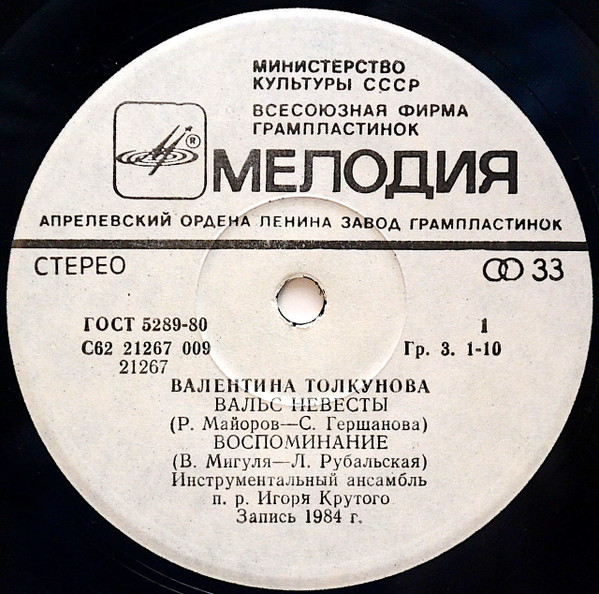 МИНИСТЕРСТВО
КУЛЬТУРЫ СССР
ВСЕСОЮЗНАЯ ФИРМА
ГРАМПЛАСТИНОК
®
МЕЛОДИЯ
АПРЕЛЕВСКИЙ ОРДЕНА ЛЕНИНА ЗАВОД ГРАМПЛАСТИНОК
СТЕРЕО 33
ГОСТ 5289-80 1
С62 21267 009 Гр. 3. 1-10
21267
ВАЛЕНТИНА ТОЛКУНОВА
ВАЛЬС НЕВЕСТЫ
(Р. Майоров—С. Гершанова)
ВОСПОМИНАНИЕ
(В. Мигуля—Л. Рубальская)
Инструментальный ансамбль
п. р. Игоря Крутого
Запись 1984 г.